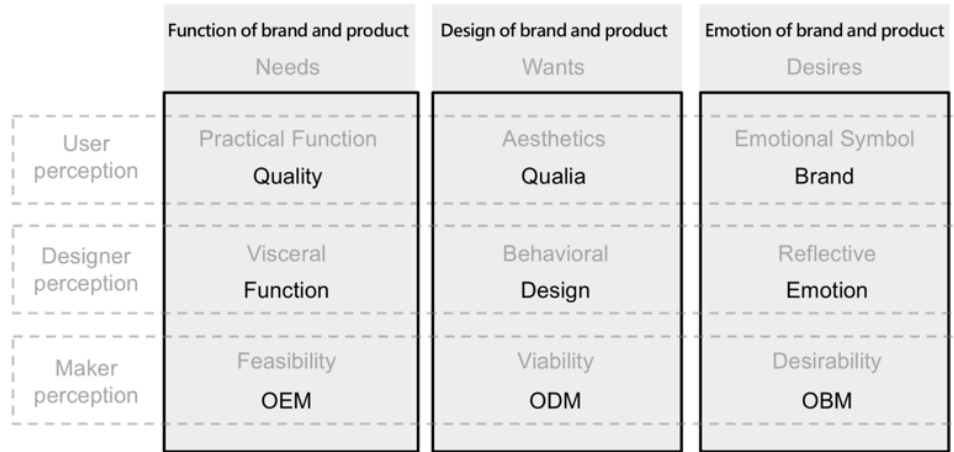 Function of brand and product
Design of brand and product
Emotion of brand and product
Needs
Wants
Desires
User
perception
Practical Function
Aesthetics
Emotional Symbol
Quality
Qualia
Brand
Designer
perception
Visceral
Behavioral
Reflective
Function
Design
Emotion
Maker
perception
Feasibility
Viability
Desirability
OEM
ODM
OBM